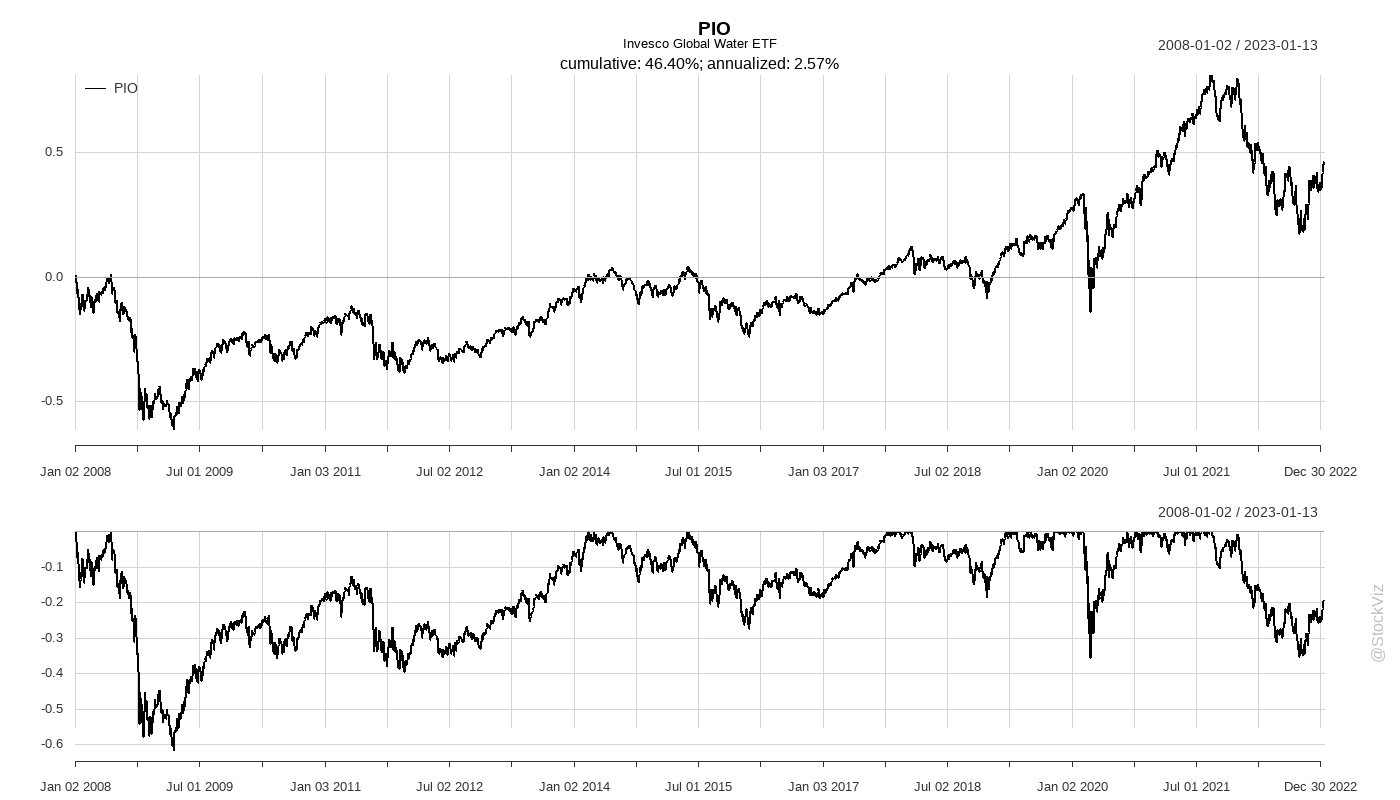 PIO
Invesco Global Water ETF
cumulative: 46.40%; annualized: 2.57%
2008-01-02 / 2023-01-13
PIO
0.5
0.0
-0.5
Jan 02 2008 Jul 01 2009 Jan 03 2011 Jul 02 2012 Jan 02 2014 Jul 01 2015 Jan 03 2017 Jul 02 2018 Jan 02 2020 Jul 01 2021 Dec 30 2022
2008-01-02 / 2023-01-13
-0.1
-0.2
-0.3
-0.4
-0.5
-0.6
Jan 02 2008 Jul 01 2009 Jan 03 2011 Jul 02 2012 Jan 02 2014 Jul 01 2015 Jan 03 2017 Jul 02 2018 Jan 02 2020 Jul 01 2021 Dec 30 2022
@StockViz